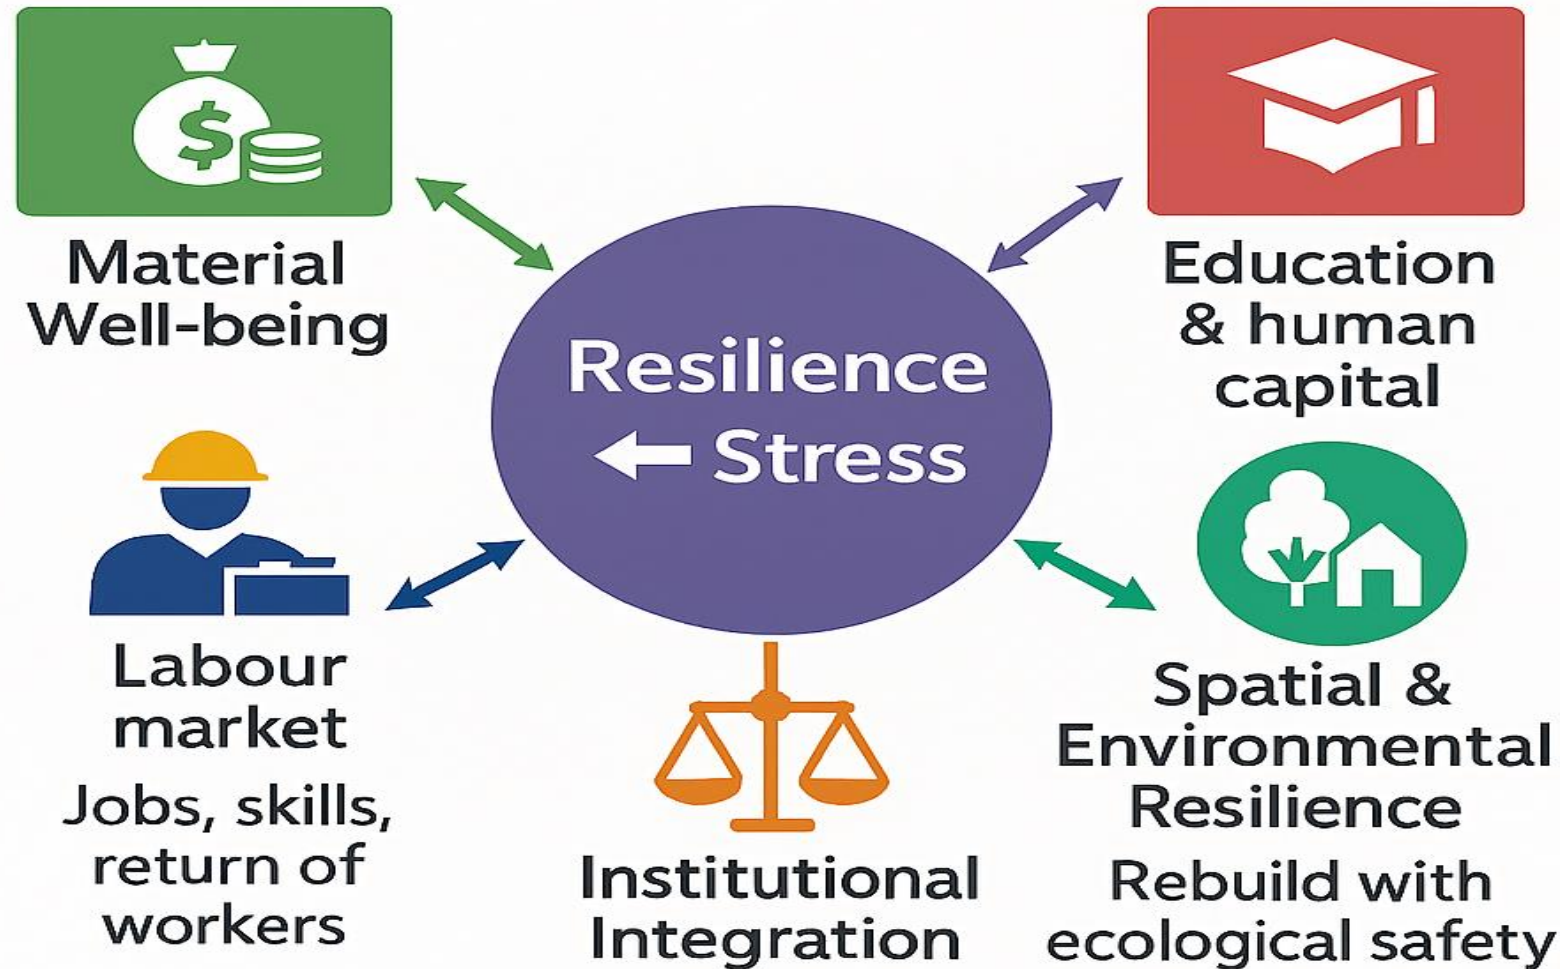 $
Material
Well-being
Education
& human
capital
Resilience
← Stress
Labour
market
Jobs, skills,
return of
workers
Institutional
Integration
Spatial &
Environmental
Resilience
Rebuild with
ecological safety